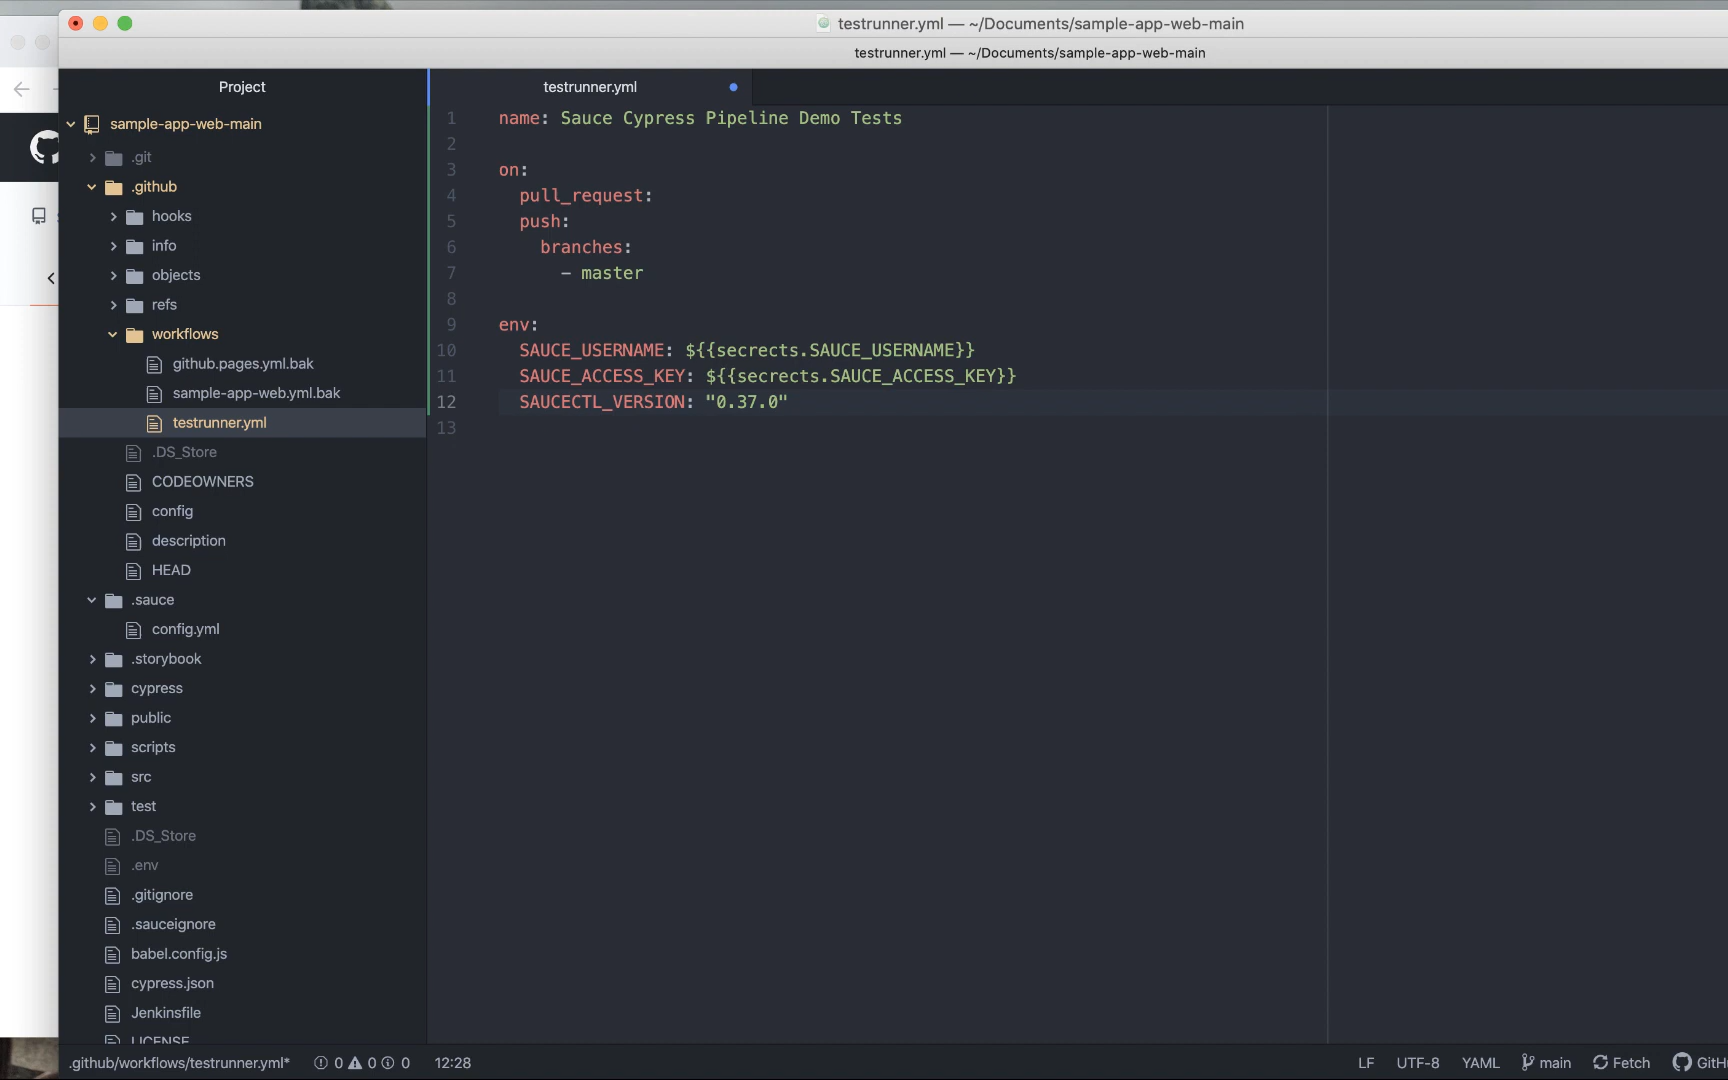 testrunner.yml — ~/Documents/sample-app-web-main
testrunner.yml — ~/Documents/sample-app-web-main
Project
testrunner.yml
sample-app-web-main
.git
.github
hooks
info
objects
refs
workflows
github.pages.yml.bak
sample-app-web.yml.bak
testrunner.yml
.DS_Store
CODEOWNERS
config
description
HEAD
.sauce
config.yml
.storybook
cypress
public
scripts
src
test
.DS_Store
.env
.gitignore
.sauceignore
babel.config.js
cypress.json
Jenkinsfile
LICENSE
1 name: Sauce Cypress Pipeline Demo Tests
2
3 on:
4 pull_request:
5 push:
6 branches:
7 - master
8
9 env:
10 SAUCE_USERNAME: ${{secrects.SAUCE_USERNAME}}
11 SAUCE_ACCESS_KEY: ${{secrects.SAUCE_ACCESS_KEY}}
12 SAUCECTL_VERSION: "0.37.0"
13
.github/workflows/testrunner.yml* 0 0 0 12:28 LF UTF-8 YAML main Fetch GitH